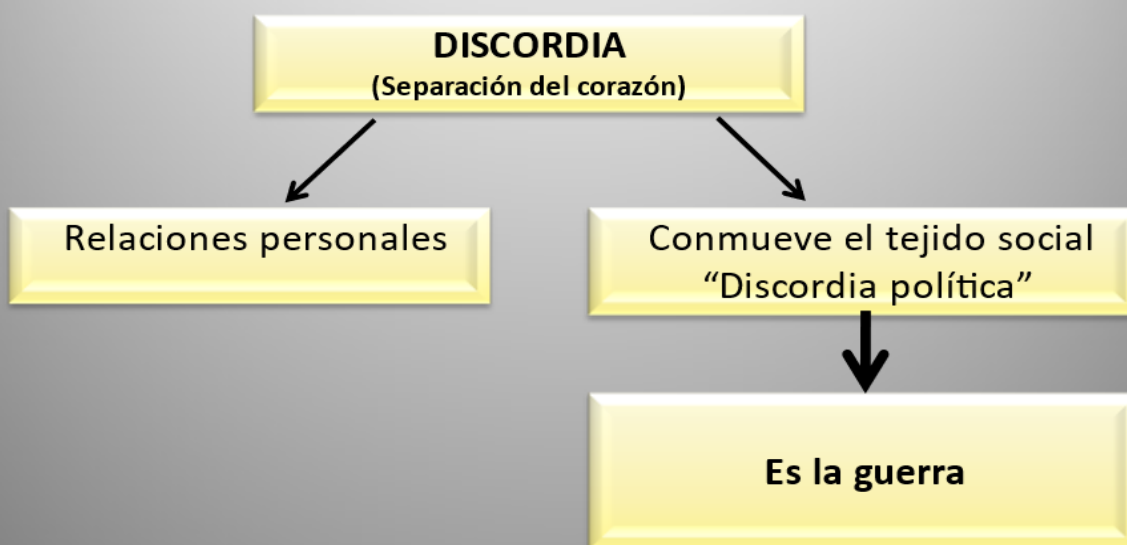 DISCORDIA
(Separación del corazón)
Relaciones personales
Conmueve el tejido social
“Discordia política”
Es la guerra